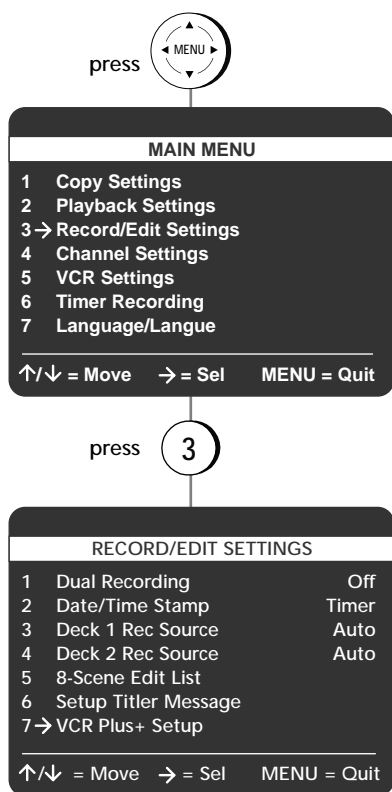 press MENU
MAIN MENU
1 Copy Settings
2 Playback Settings
3→Record/Edit Settings
4 Channel Settings
5 VCR Settings
6 Timer Recording
7 Language/Langue
↑/↓ = Move →= Sel MENU = Quit
press 3
RECORD/EDIT SETTINGS
1 Dual Recording Off
2 Date/Time Stamp Timer
3 Deck 1 Rec Source Auto
4 Deck 2 Rec Source Auto
5 8-Scene Edit List
6 Setup Titler Message
7→VCR Plus+ Setup
↑/↓ = Move → = Sel MENU = Quit